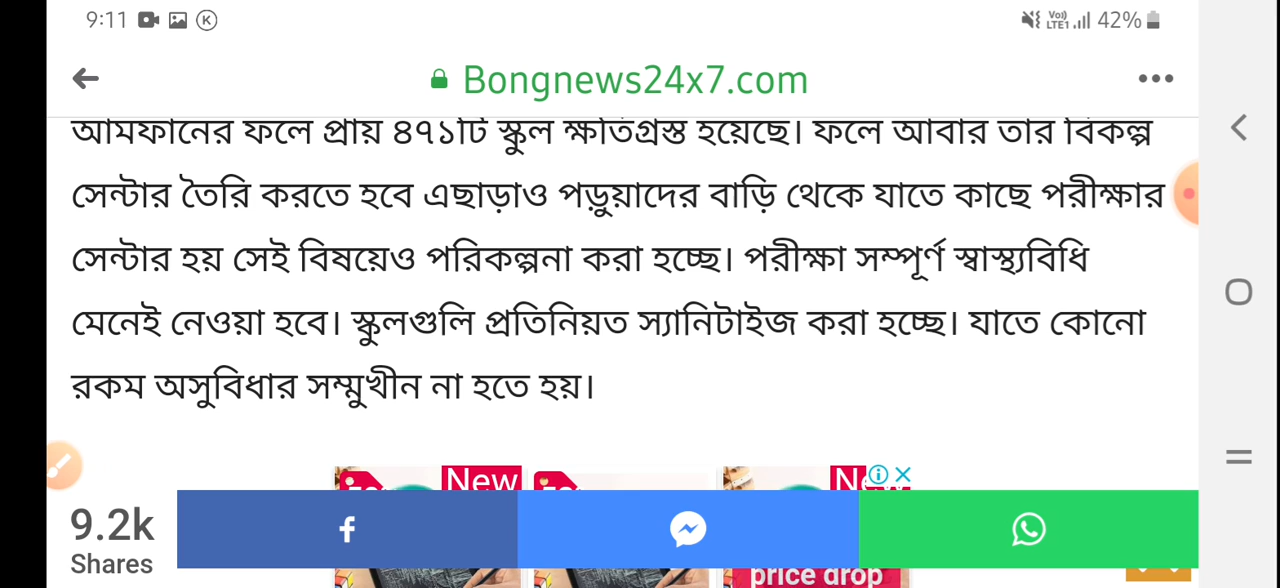 9:11 K Vo)) LTE1 42%
Bongnews24x7.com
আমফানের ফলে প্রায় ৪৭১টি স্কুল ক্ষতিগ্রস্ত হয়েছে। ফলে আবার তার বিকল্প
সেন্টার তৈরি করতে হবে এছাড়াও পড়ুয়াদের বাড়ি থেকে যাতে কাছে পরীক্ষার
সেন্টার হয় সেই বিষয়েও পরিকল্পনা করা হচ্ছে। পরীক্ষা সম্পূর্ণ স্বাস্থ্যবিধি
মেনেই নেওয়া হবে। স্কুলগুলি প্রতিনিয়ত স্যানিটাইজ করা হচ্ছে। যাতে কোনো
রকম অসুবিধার সম্মুখীন না হতে হয়।
New
9.2k
Shares
price drop